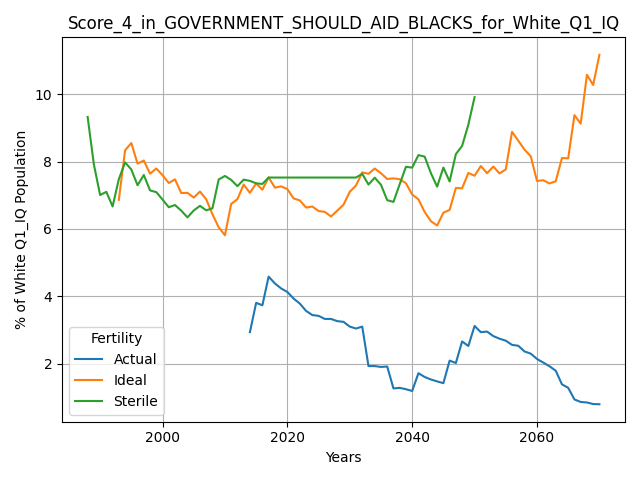 Score_4_in_GOVERNMENT_SHOULD_AID_BLACKS_for_White_Q1_IQ
% of White Q1_IQ Population
10
8
6
4
2
Fertility
Actual
Ideal
Sterile
2000
2020
2040
2060
Years